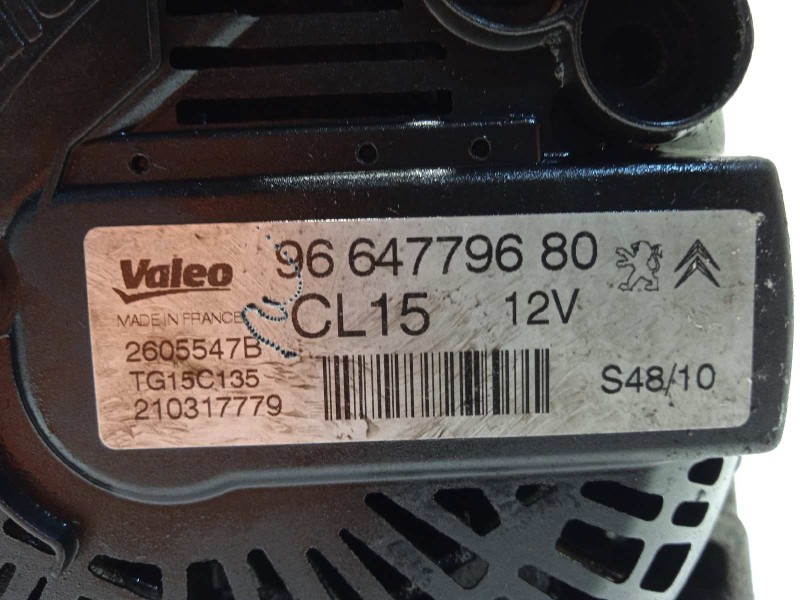 Valeo
96 647796 80
MADE IN FRANCE
CL15 12V
2605547B
TG15C135
210317779
S48/10